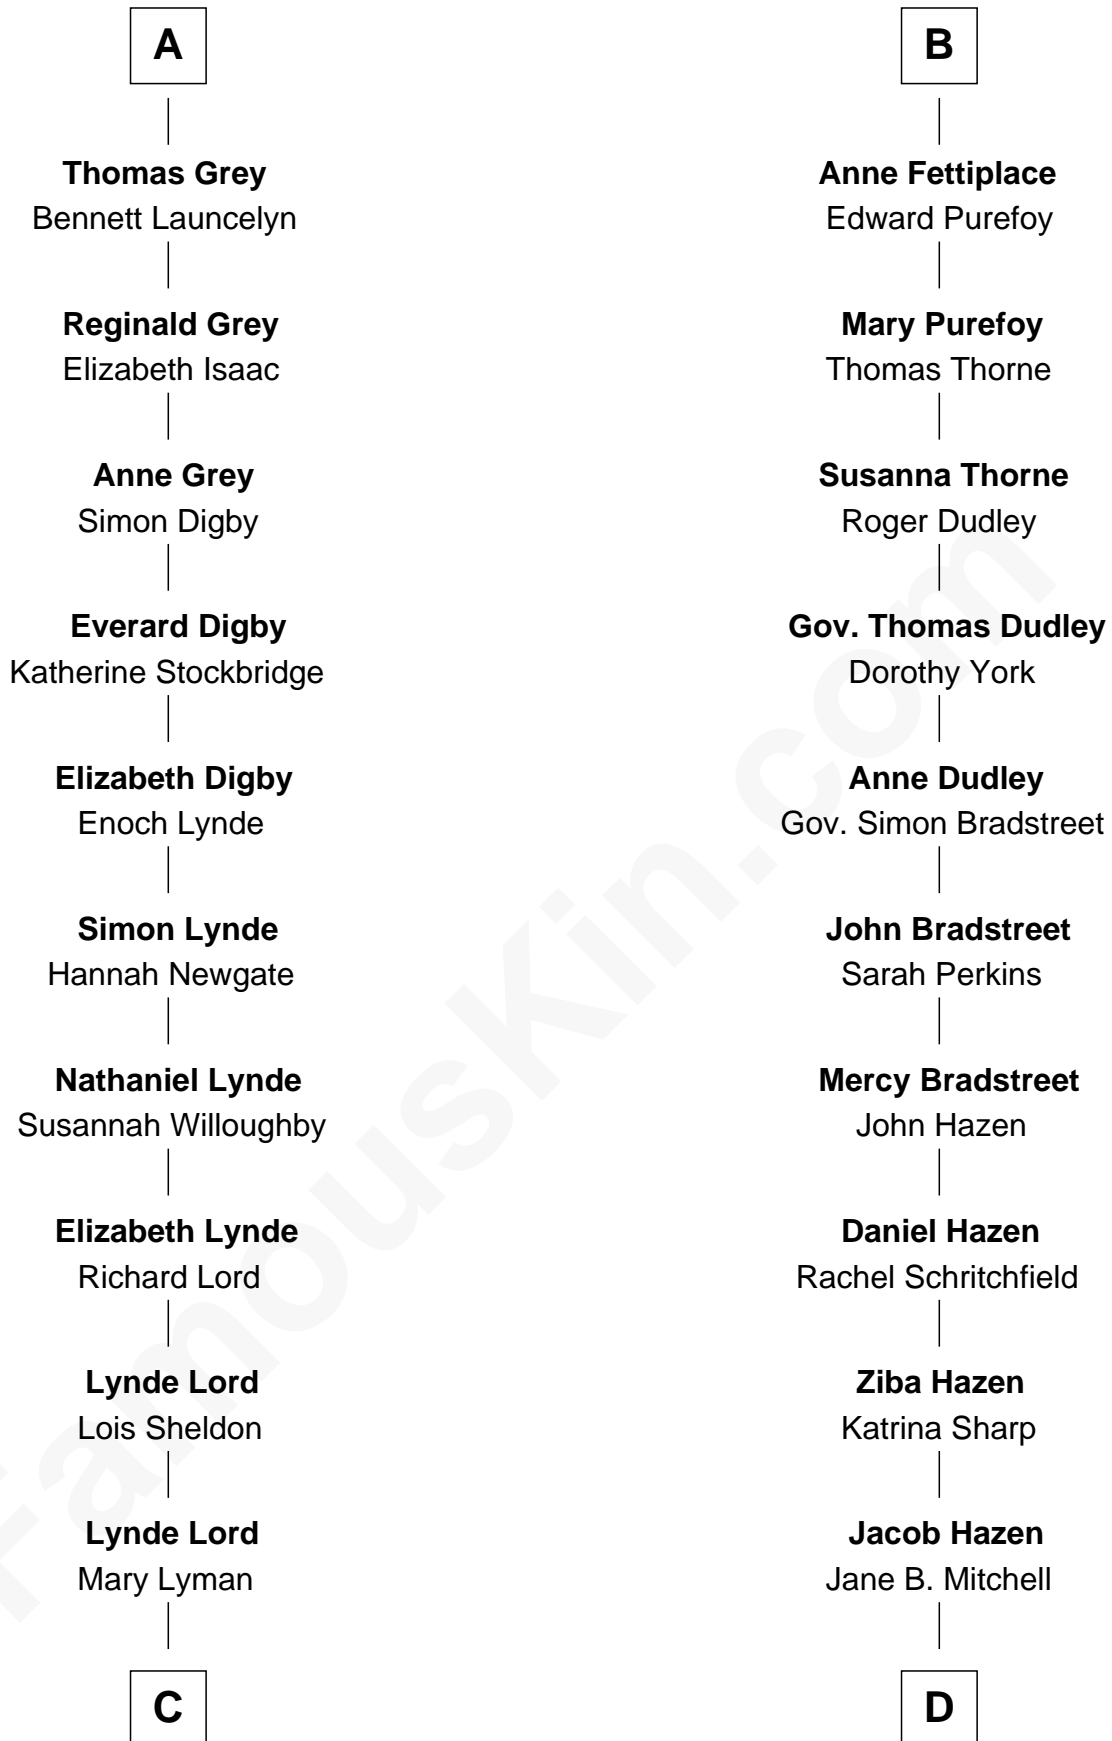 A
Thomas Grey
Bennett Launcelyn
Reginald Grey
Elizabeth Isaac
Anne Grey
Simon Digby
Everard Digby
Katherine Stockbridge
Elizabeth Digby
Enoch Lynde
Simon Lynde
Hannah Newgate
Nathaniel Lynde
Susannah Willoughby
Elizabeth Lynde
Richard Lord
Lynde Lord
Lois Sheldon
Lynde Lord
Mary Lyman
C
B
Anne Fettiplace
Edward Purefoy
Mary Purefoy
Thomas Thorne
Susanna Thorne
Roger Dudley
Gov. Thomas Dudley
Dorothy York
Anne Dudley
Gov. Simon Bradstreet
John Bradstreet
Sarah Perkins
Mercy Bradstreet
John Hazen
Daniel Hazen
Rachel Schritchfield
Ziba Hazen
Katrina Sharp
Jacob Hazen
Jane B. Mitchell
D
FamousKin.com